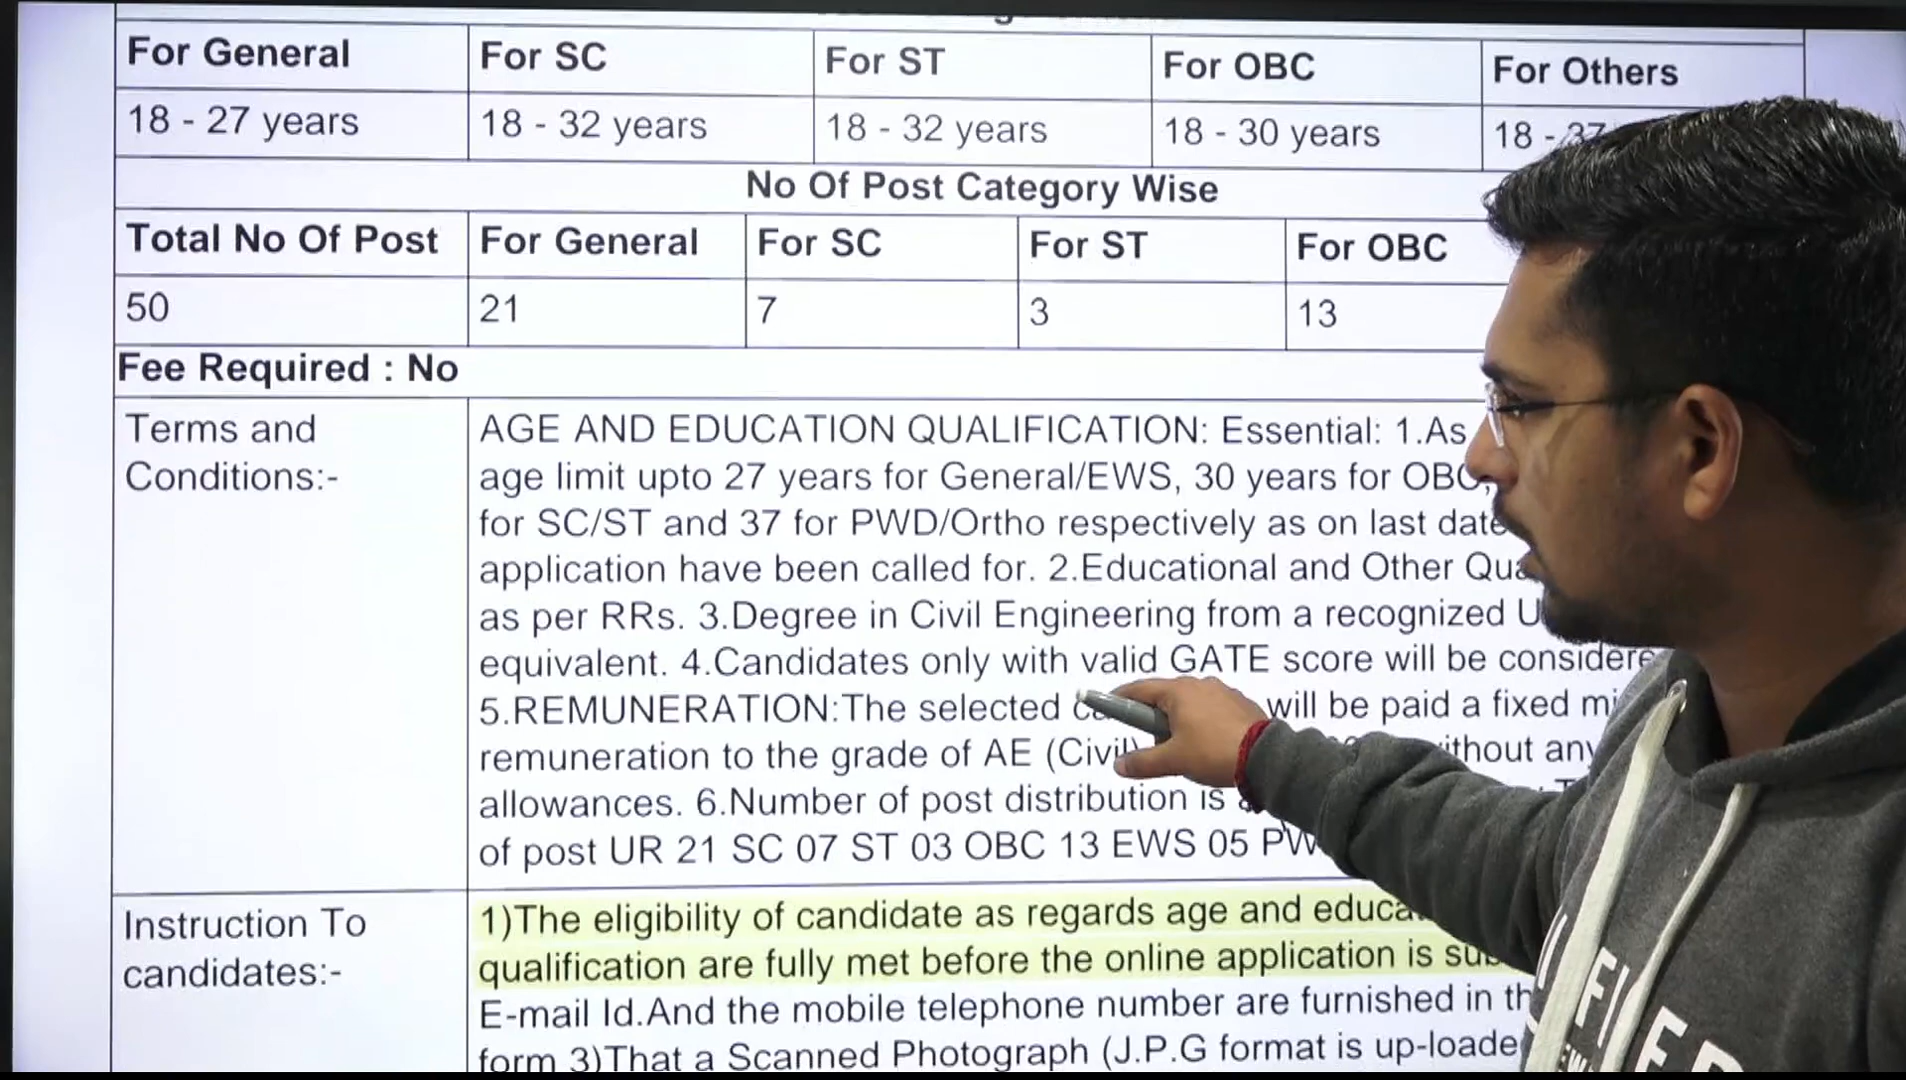 For General For SC For ST For OBC For Others
18 - 27 years 18 - 32 years 18 - 32 years 18 - 30 years 18 - 37
No Of Post Category Wise
Total No Of Post For General For SC For ST For OBC
50 21 7 3 13
Fee Required : No
Terms and
Conditions:-
AGE AND EDUCATION QUALIFICATION: Essential: 1.As
age limit upto 27 years for General/EWS, 30 years for OBC,
for SC/ST and 37 for PWD/Ortho respectively as on last date
application have been called for. 2.Educational and Other
as per RRs. 3.Degree in Civil Engineering from a recognized
equivalent. 4.Candidates only with valid GATE score will be
5.REMUNERATION:The selected will be paid a fixed
remuneration to the grade of AE (Civil) without any
allowances. 6.Number of post distribution is
of post UR 21 SC 07 ST 03 OBC 13 EWS 05
Instruction To
candidates:-
1)The eligibility of candidate as regards age and
qualification are fully met before the online application is
E-mail Id.And the mobile telephone number are furnished in
form 3)That a Scanned Photograph (J.P.G format is